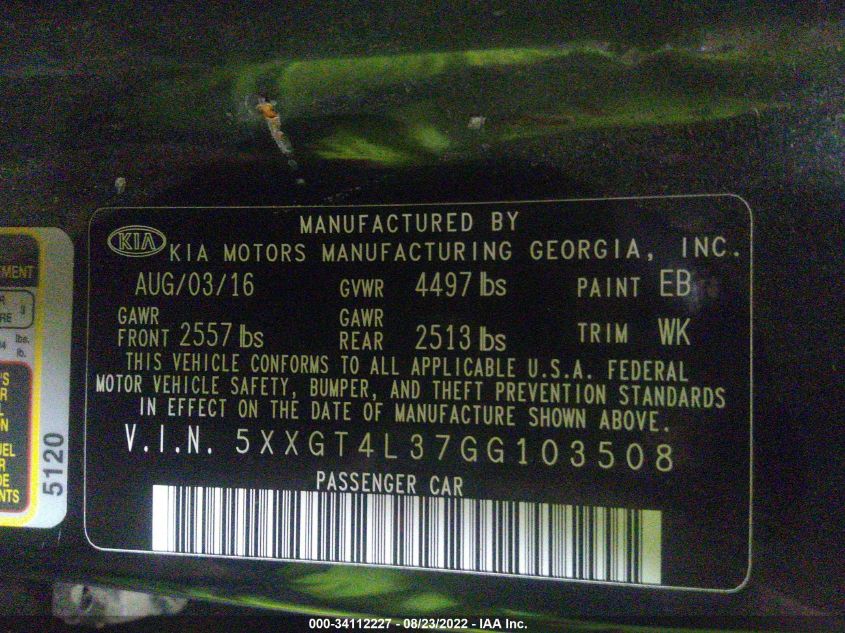 MANUFACTURED BY
KIA KIA MOTORS MANUFACTURING GEORGIA, INC.
AUG/03/16 GVWR 4497 lbs PAINT EB
GAWR FRONT 2557 lbs GAWR REAR 2513 lbs TRIM WK
THIS VEHICLE CONFORMS TO ALL APPLICABLE U.S.A. FEDERAL
MOTOR VEHICLE SAFETY, BUMPER, AND THEFT PREVENTION STANDARDS
IN EFFECT ON THE DATE OF MANUFACTURE SHOWN ABOVE.
V.I.N. 5XXGT4L37GG103508
PASSENGER CAR
5120
lbs.
lb.
000-34112227 - 08/23/2022 - IAA Inc.